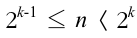 2^{k-1} ≤ n < 2^k